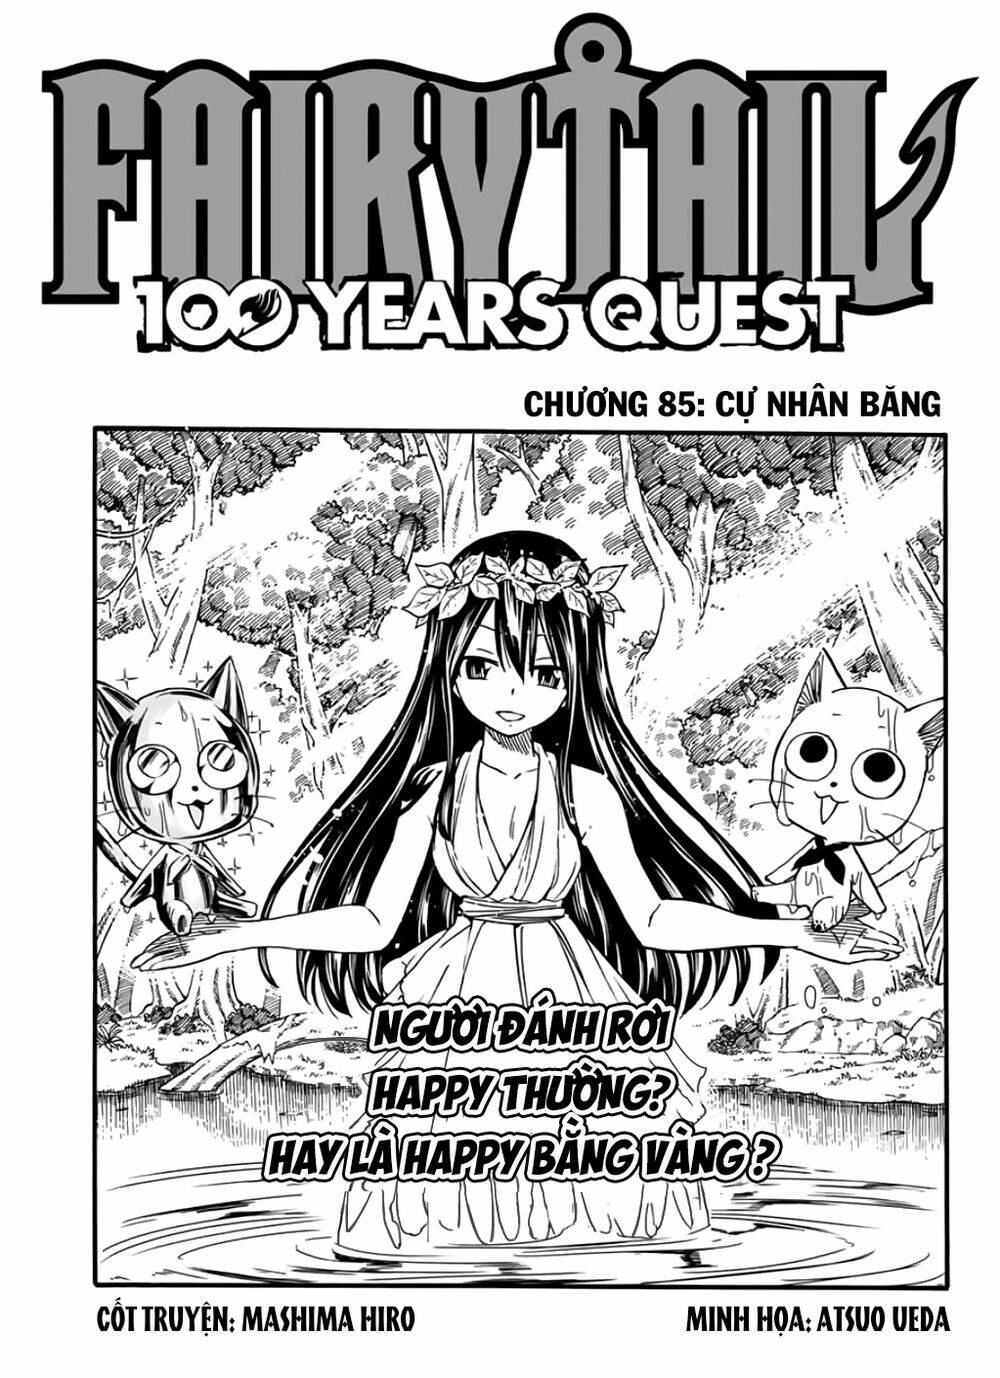 FAIRY TAIL
100 YEARS QUEST
CHƯƠNG 85: CỰ NHÂN BĂNG
NGƯƠI ĐÁNH RƠI
HAPPY THƯỜNG?
HAY LÀ HAPPY BẰNG VÀNG?
CỐT TRUYỆN: MASHIMA HIRO
MINH HỌA: ATSUO UEDA